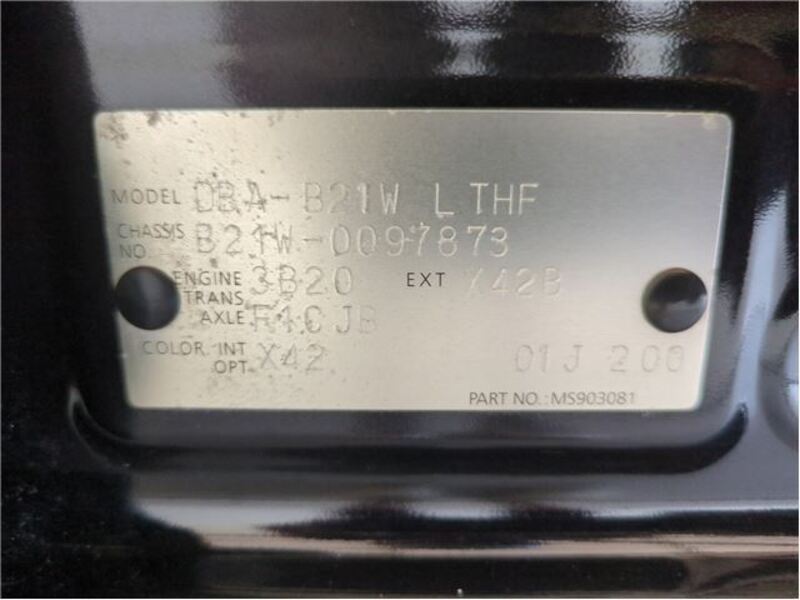 MODEL DBA-B21W LTHF
CHASSIS NO. B21W-0097873
ENGINE 3B20 EXT X42B
TRANS AXLE F1CJB
COLOR INT OPT X42 01J 200
PART NO.: MS903081